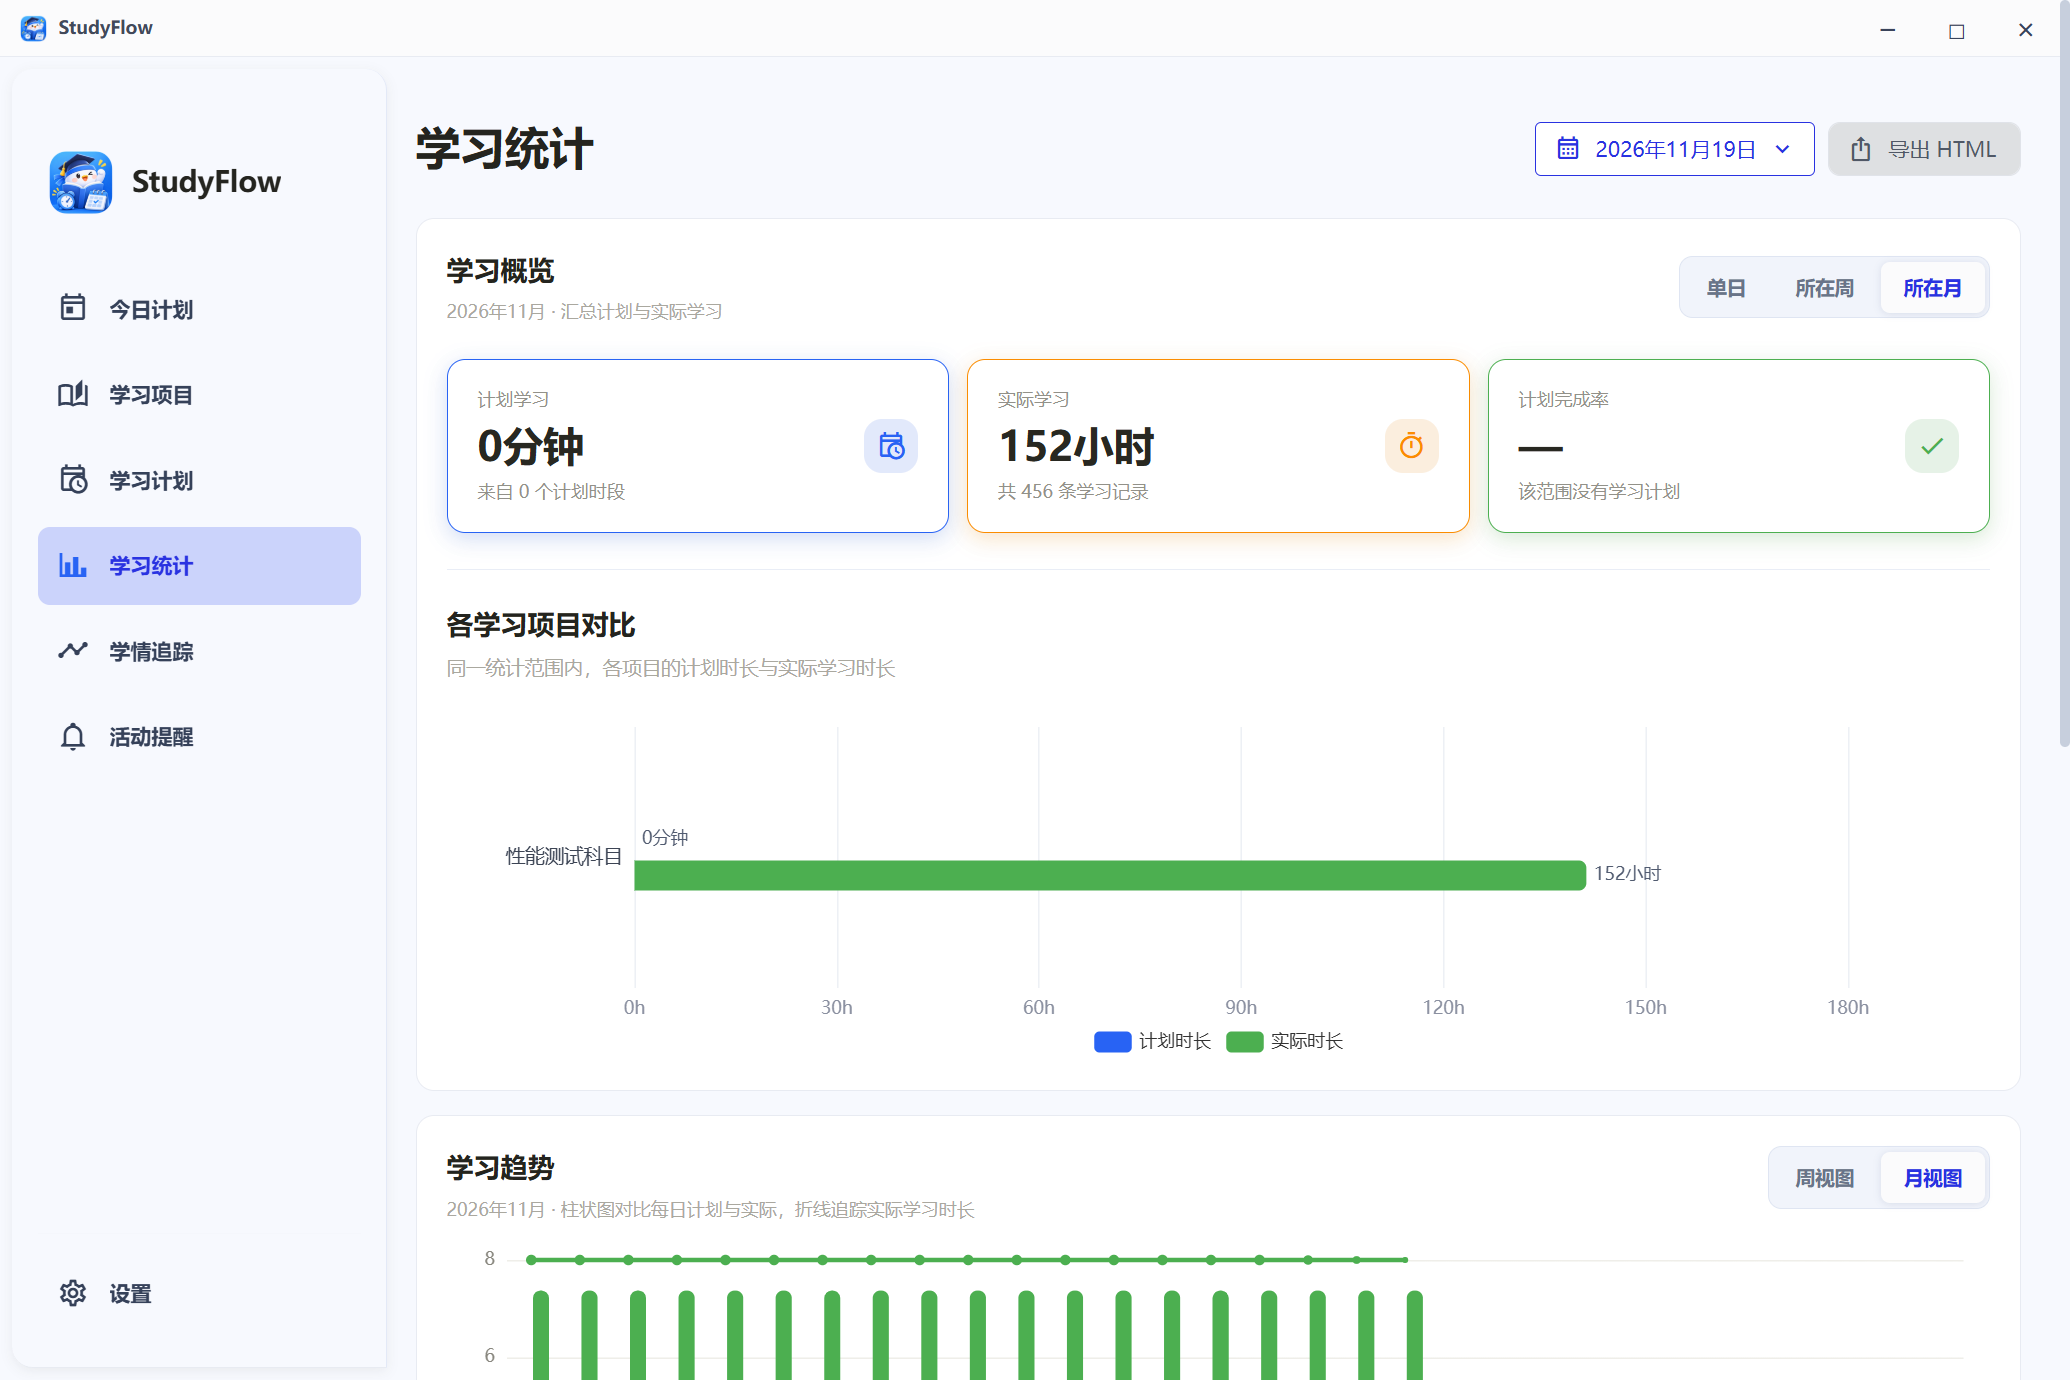 StudyFlow
StudyFlow
今日计划
学习项目
学习计划
学习统计
学情追踪
活动提醒
设置
学习统计
2026年11月19日
导出 HTML
学习概览
2026年11月 · 汇总计划与实际学习
单日
所在周
所在月
计划学习
0分钟
来自 0 个计划时段
实际学习
152小时
共 456 条学习记录
计划完成率
—
该范围没有学习计划
各学习项目对比
同一统计范围内，各项目的计划时长与实际学习时长
性能测试科目
0分钟
152小时
0h
30h
60h
90h
120h
150h
180h
计划时长
实际时长
学习趋势
2026年11月 · 柱状图对比每日计划与实际，折线追踪实际学习时长
周视图
月视图
8
6